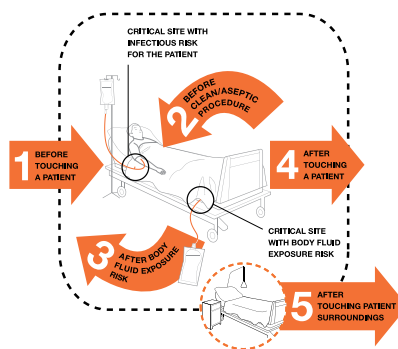 CRITICAL SITE WITH
INFECTIOUS RISK
FOR THE PATIENT
2
BEFORE
CLEAN/ASEPTIC
PROCEDURE
1
BEFORE
TOUCHING
A PATIENT
4
AFTER
TOUCHING
A PATIENT
3
AFTER BODY
FLUID EXPOSURE
RISK
CRITICAL SITE
WITH BODY FLUID
EXPOSURE RISK
5
AFTER
TOUCHING PATIENT
SURROUNDINGS